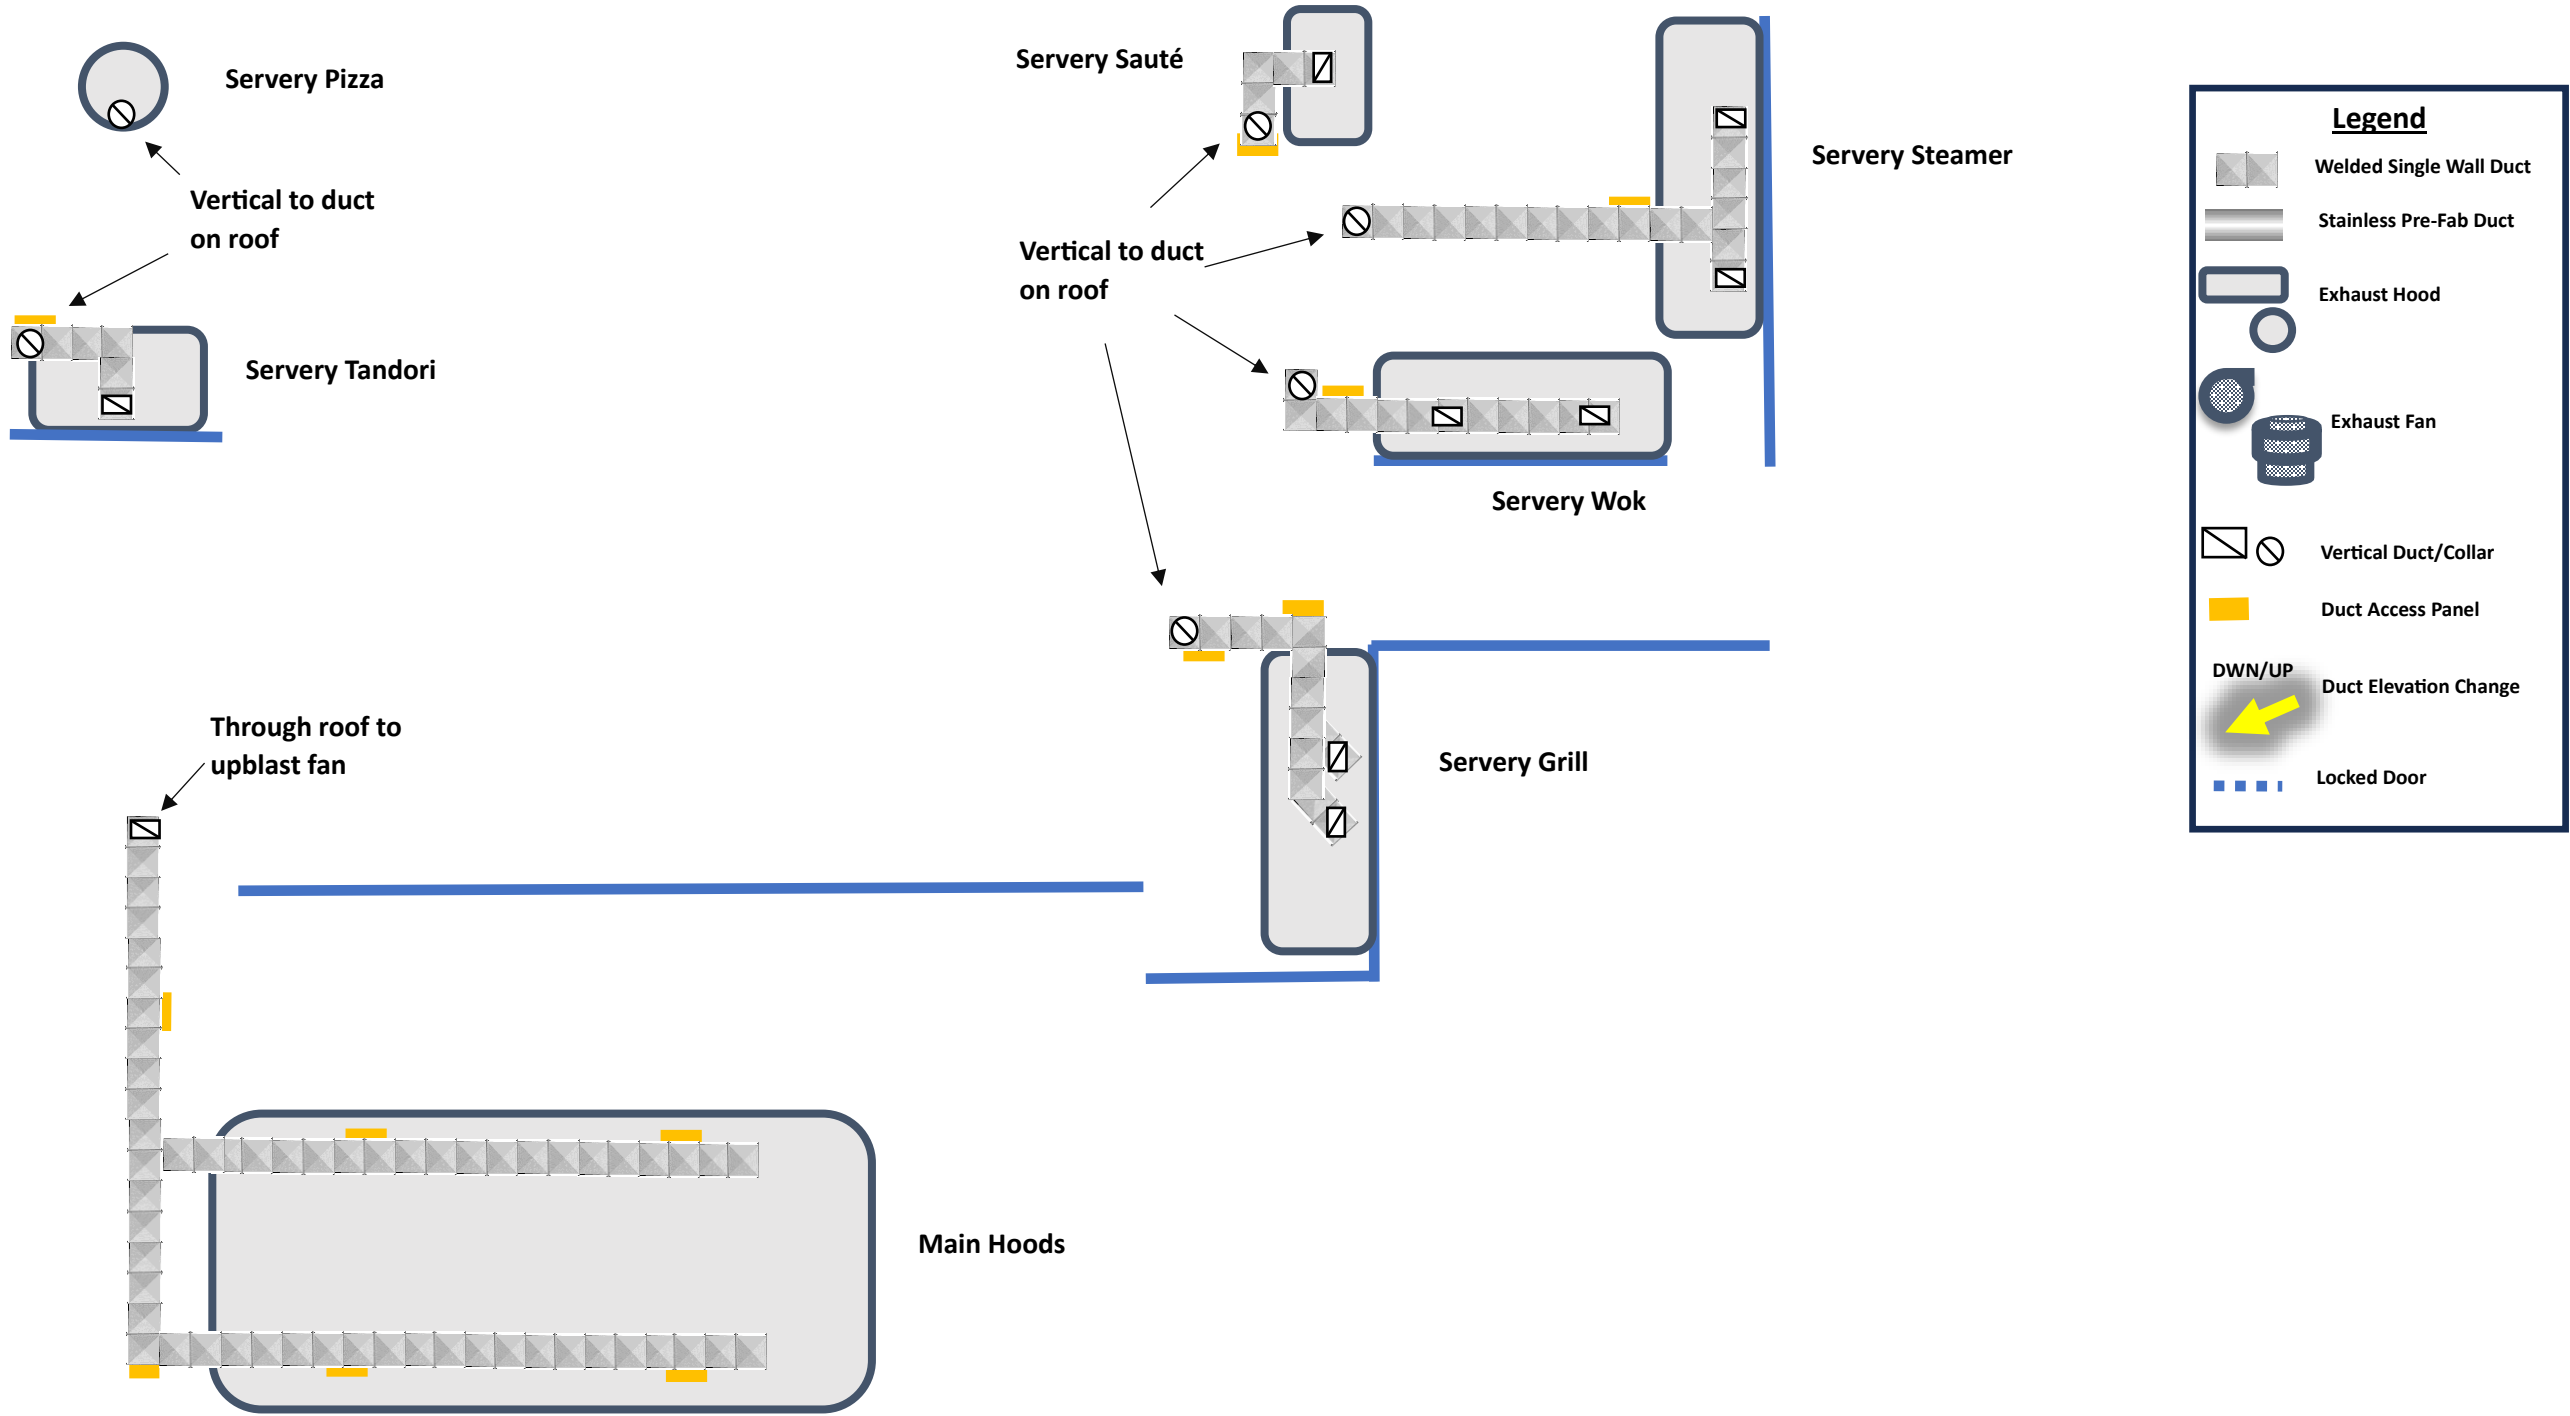 Servery Pizza
Vertical to duct
on roof
Servery Tandori
Servery Sauté
Servery Steamer
Vertical to duct
on roof
Servery Wok
Servery Grill
Through roof to
upblast fan
Main Hoods
Legend
Welded Single Wall Duct
Stainless Pre-Fab Duct
Exhaust Hood
Exhaust Fan
Vertical Duct/Collar
Duct Access Panel
DWN/UP
Duct Elevation Change
Locked Door